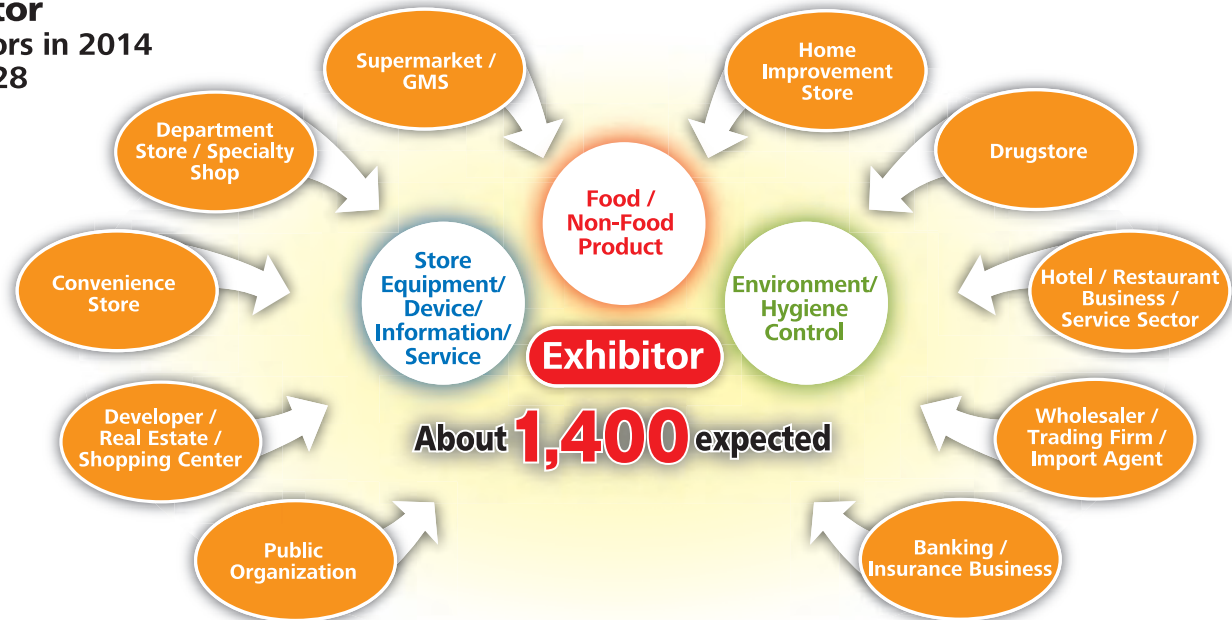 tor
ors in 2014
28
Supermarket /
GMS
Home
Improvement
Store
Department
Store / Specialty
Shop
Drugstore
Food /
Non-Food
Product
Convenience
Store
Store
Equipment/
Device/
Information/
Service
Environment/
Hygiene
Control
Hotel / Restaurant
Business /
Service Sector
Exhibitor
About 1,400 expected
Developer /
Real Estate /
Shopping Center
Wholesaler /
Trading Firm /
Import Agent
Public
Organization
Banking /
Insurance Business